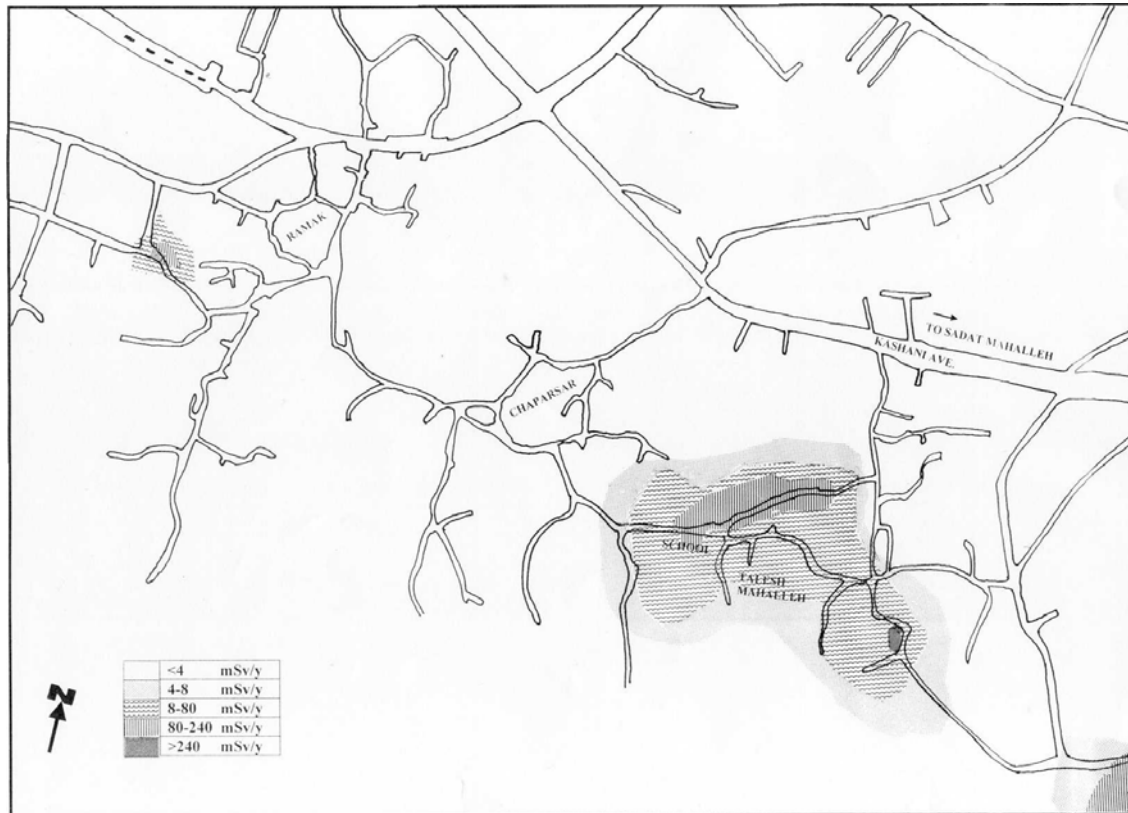 RAMAK
TO SADAT MAHALLEH
KASHANI AVE.
CHAPARSAR
SCHOOL
TALESH
MAHALLEH
N
<4 mSv/y
4-8 mSv/y
8-80 mSv/y
80-240 mSv/y
>240 mSv/y